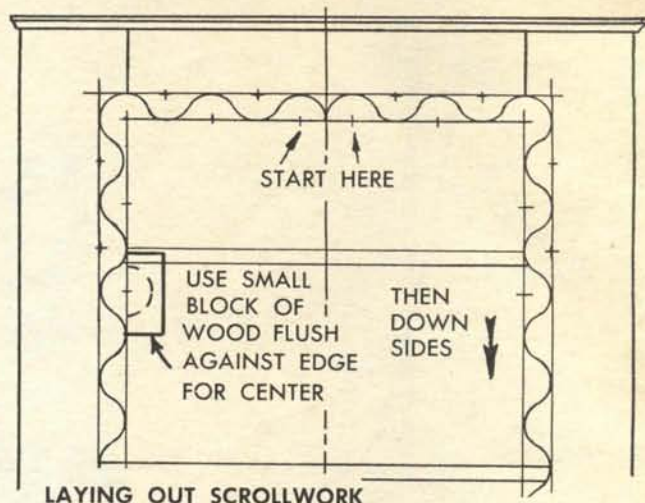 START HERE
USE SMALL
BLOCK OF
WOOD FLUSH
AGAINST EDGE
FOR CENTER
THEN
DOWN
SIDES
LAYING OUT SCROLLWORK